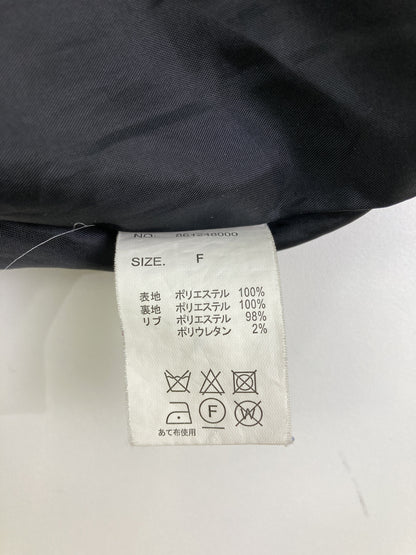 NO. 861248000
SIZE. F
表地 ポリエステル 100%
裏地 ポリエステル 100%
リブ ポリエステル 98%
ポリウレタン 2%
F W
あて布使用